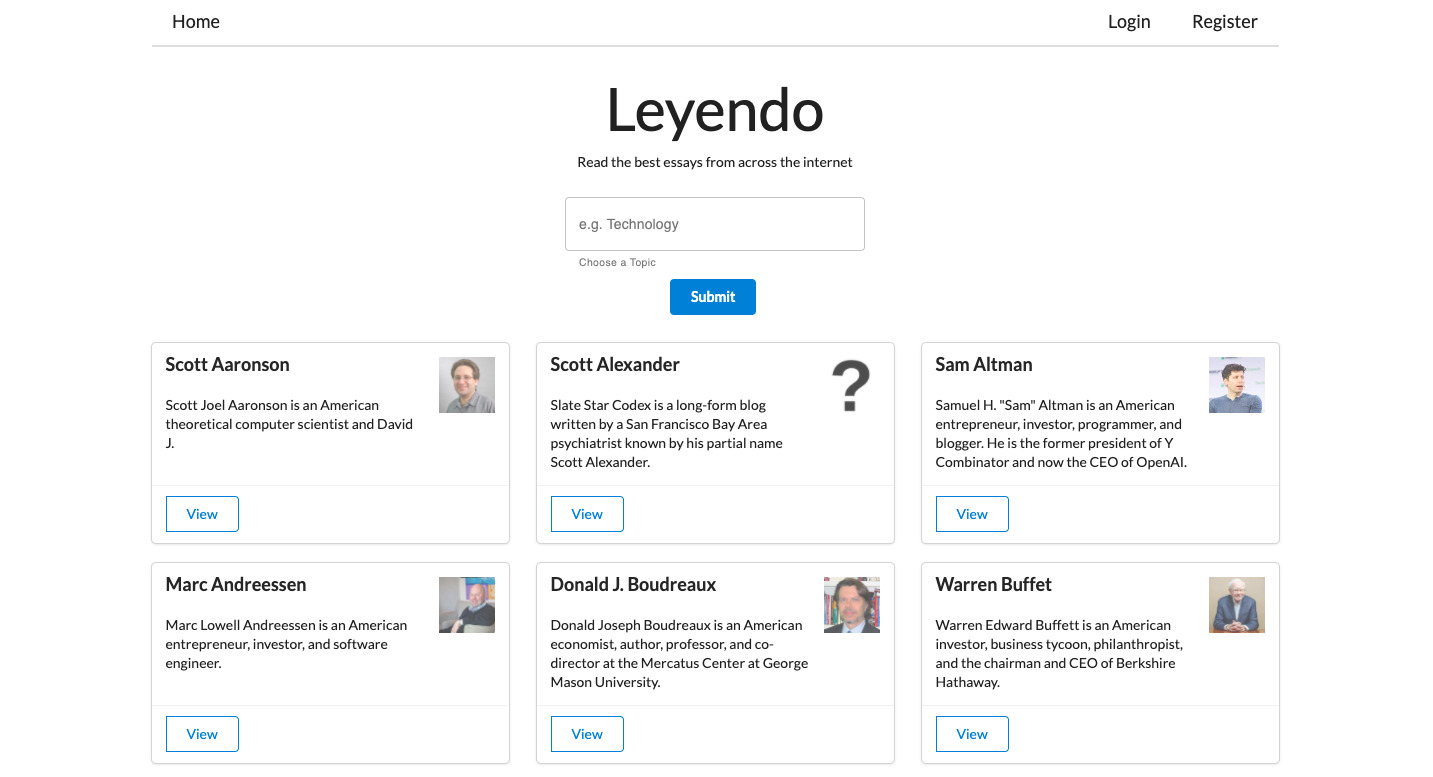 Home
Login
Register
Leyendo
Read the best essays from across the internet
e.g. Technology
Choose a Topic
Submit
Scott Aaronson
Scott Joel Aaronson is an American
theoretical computer scientist and David
J.
View
Scott Alexander
?
Slate Star Codex is a long-form blog
written by a San Francisco Bay Area
psychiatrist known by his partial name
Scott Alexander.
View
Sam Altman
Samuel H. "Sam" Altman is an American
entrepreneur, investor, programmer, and
blogger. He is the former president of Y
Combinator and now the CEO of OpenAI.
View
Marc Andreessen
Marc Lowell Andreessen is an American
entrepreneur, investor, and software
engineer.
View
Donald J. Boudreaux
Donald Joseph Boudreaux is an American
economist, author, professor, and co-
director at the Mercatus Center at George
Mason University.
View
Warren Buffet
Warren Edward Buffett is an American
investor, business tycoon, philanthropist,
and the chairman and CEO of Berkshire
Hathaway.
View